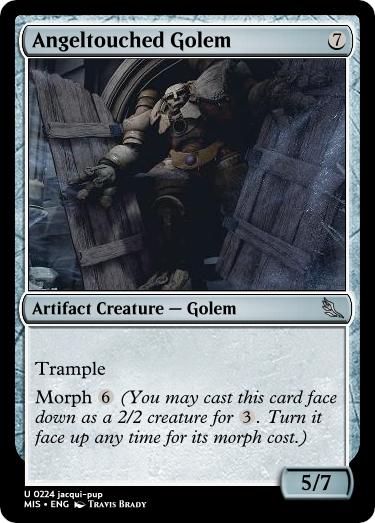 Angeltouched Golem 7
Artifact Creature — Golem
Trample
Morph 6 (You may cast this card face
down as a 2/2 creature for 3. Turn it
face up any time for its morph cost.)
5/7
U 0224 jacqui-pup
MIS • ENG Travis Brady